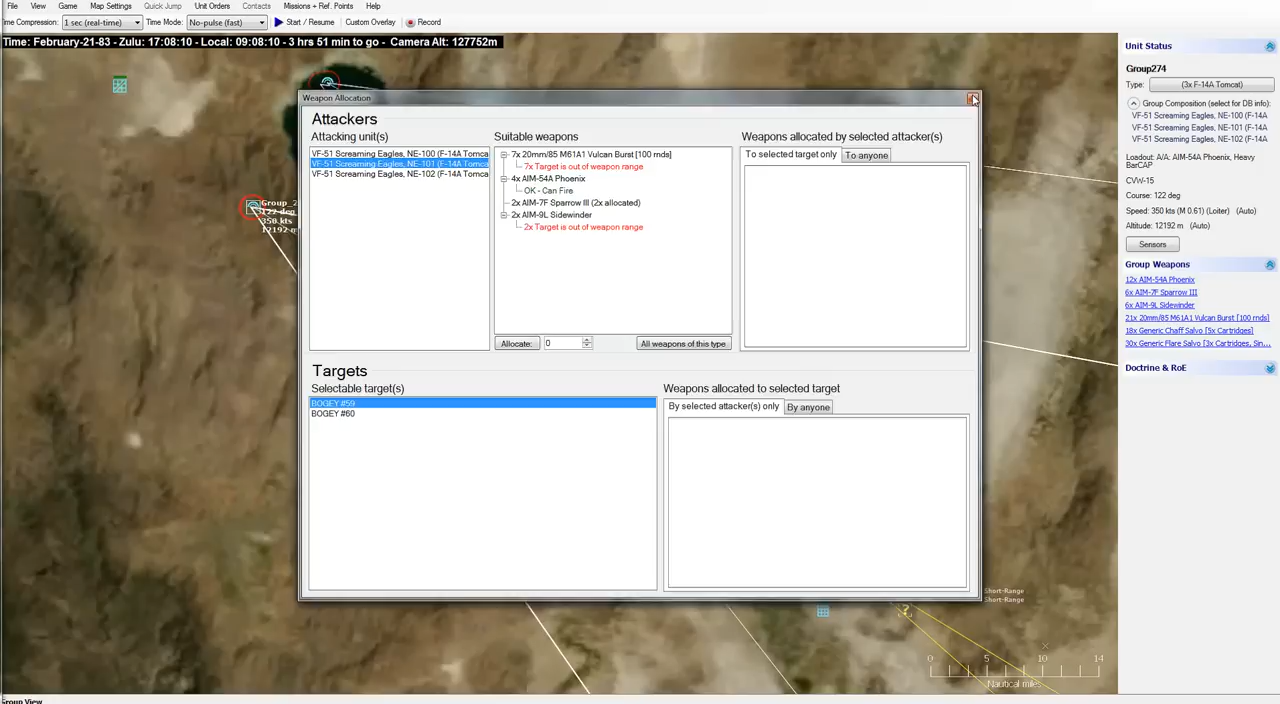 File View Game Map Settings Quick Jump Unit Orders Contacts Missions + Ref. Points Help
Time Compression: 1 sec (real-time) Time Mode: No-pulse (fast) Start / Resume Custom Overlay Record
Time: February-21-83 - Zulu: 17:08:10 - Local: 09:08:10 - 3 hrs 51 min to go - Camera Alt: 127752m
Weapon Allocation
Attackers
Attacking unit(s)
VF-51 Screaming Eagles, NE-100 (F-14A Tomca
VF-51 Screaming Eagles, NE-101 (F-14A Tomca
VF-51 Screaming Eagles, NE-102 (F-14A Tomca
Suitable weapons
7x 20mm/85 M61A1 Vulcan Burst [100 rnds]
7x Target is out of weapon range
4x AIM-54A Phoenix
OK - Can Fire
2x AIM-7F Sparrow III (2x allocated)
2x AIM-9L Sidewinder
2x Target is out of weapon range
Allocate: 0 All weapons of this type
Weapons allocated by selected attacker(s)
To selected target only To anyone
Targets
Selectable target(s)
BOGEY #59
BOGEY #60
Weapons allocated to selected target
By selected attacker(s) only By anyone
Group_2
122 deg
350 kts
12192 m
Short-Range
Short-Range
?
0 5 10 14
Nautical miles
Group View
Unit Status
Group274
Type: (3x F-14A Tomcat)
Group Composition (select for DB info):
VF-51 Screaming Eagles, NE-100 (F-14A
VF-51 Screaming Eagles, NE-101 (F-14A
VF-51 Screaming Eagles, NE-102 (F-14A
Loadout: A/A: AIM-54A Phoenix, Heavy
BarCAP
CVW-15
Course: 122 deg
Speed: 350 kts (M 0.61) (Loiter) (Auto)
Altitude: 12192 m (Auto)
Sensors
Group Weapons
12x AIM-54A Phoenix
6x AIM-7F Sparrow III
6x AIM-9L Sidewinder
21x 20mm/85 M61A1 Vulcan Burst [100 rnds]
18x Generic Chaff Salvo [5x Cartridges]
30x Generic Flare Salvo [3x Cartridges, Sin...
Doctrine & RoE